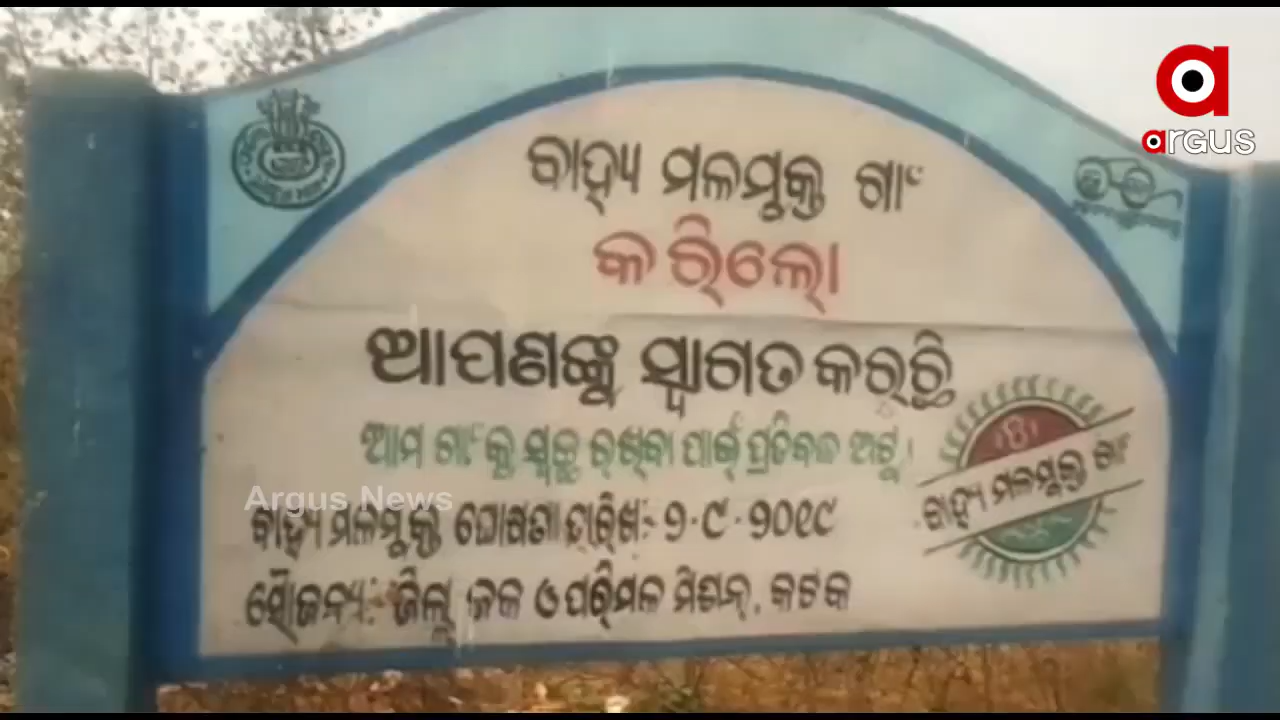 argus
ବାହ୍ୟ ମଳମୁକ୍ତ ଗାଂ
କରିଲୋ
ଆପଣଙ୍କୁ ସ୍ୱାଗତ କରୁଛି
ଆମ ଗାଂ କୁ ସ୍ୱଚ୍ଛ ରଖିବା ପାଇଁ ପ୍ରତିବଦ୍ଧ ଅଟୁ।
ବାହ୍ୟ ମଳମୁକ୍ତ ଗାଂ
Argus News
ବାହ୍ୟ ମଳମୁକ୍ତ ଘୋଷଣା ତାରିଖ:- ୨·୯·୨୦୧୯
ସୌଜନ୍ୟ:- ଜିଲ୍ଲା ଜଳ ଓ ପରିମଳ ମିଶନ୍, କଟକ